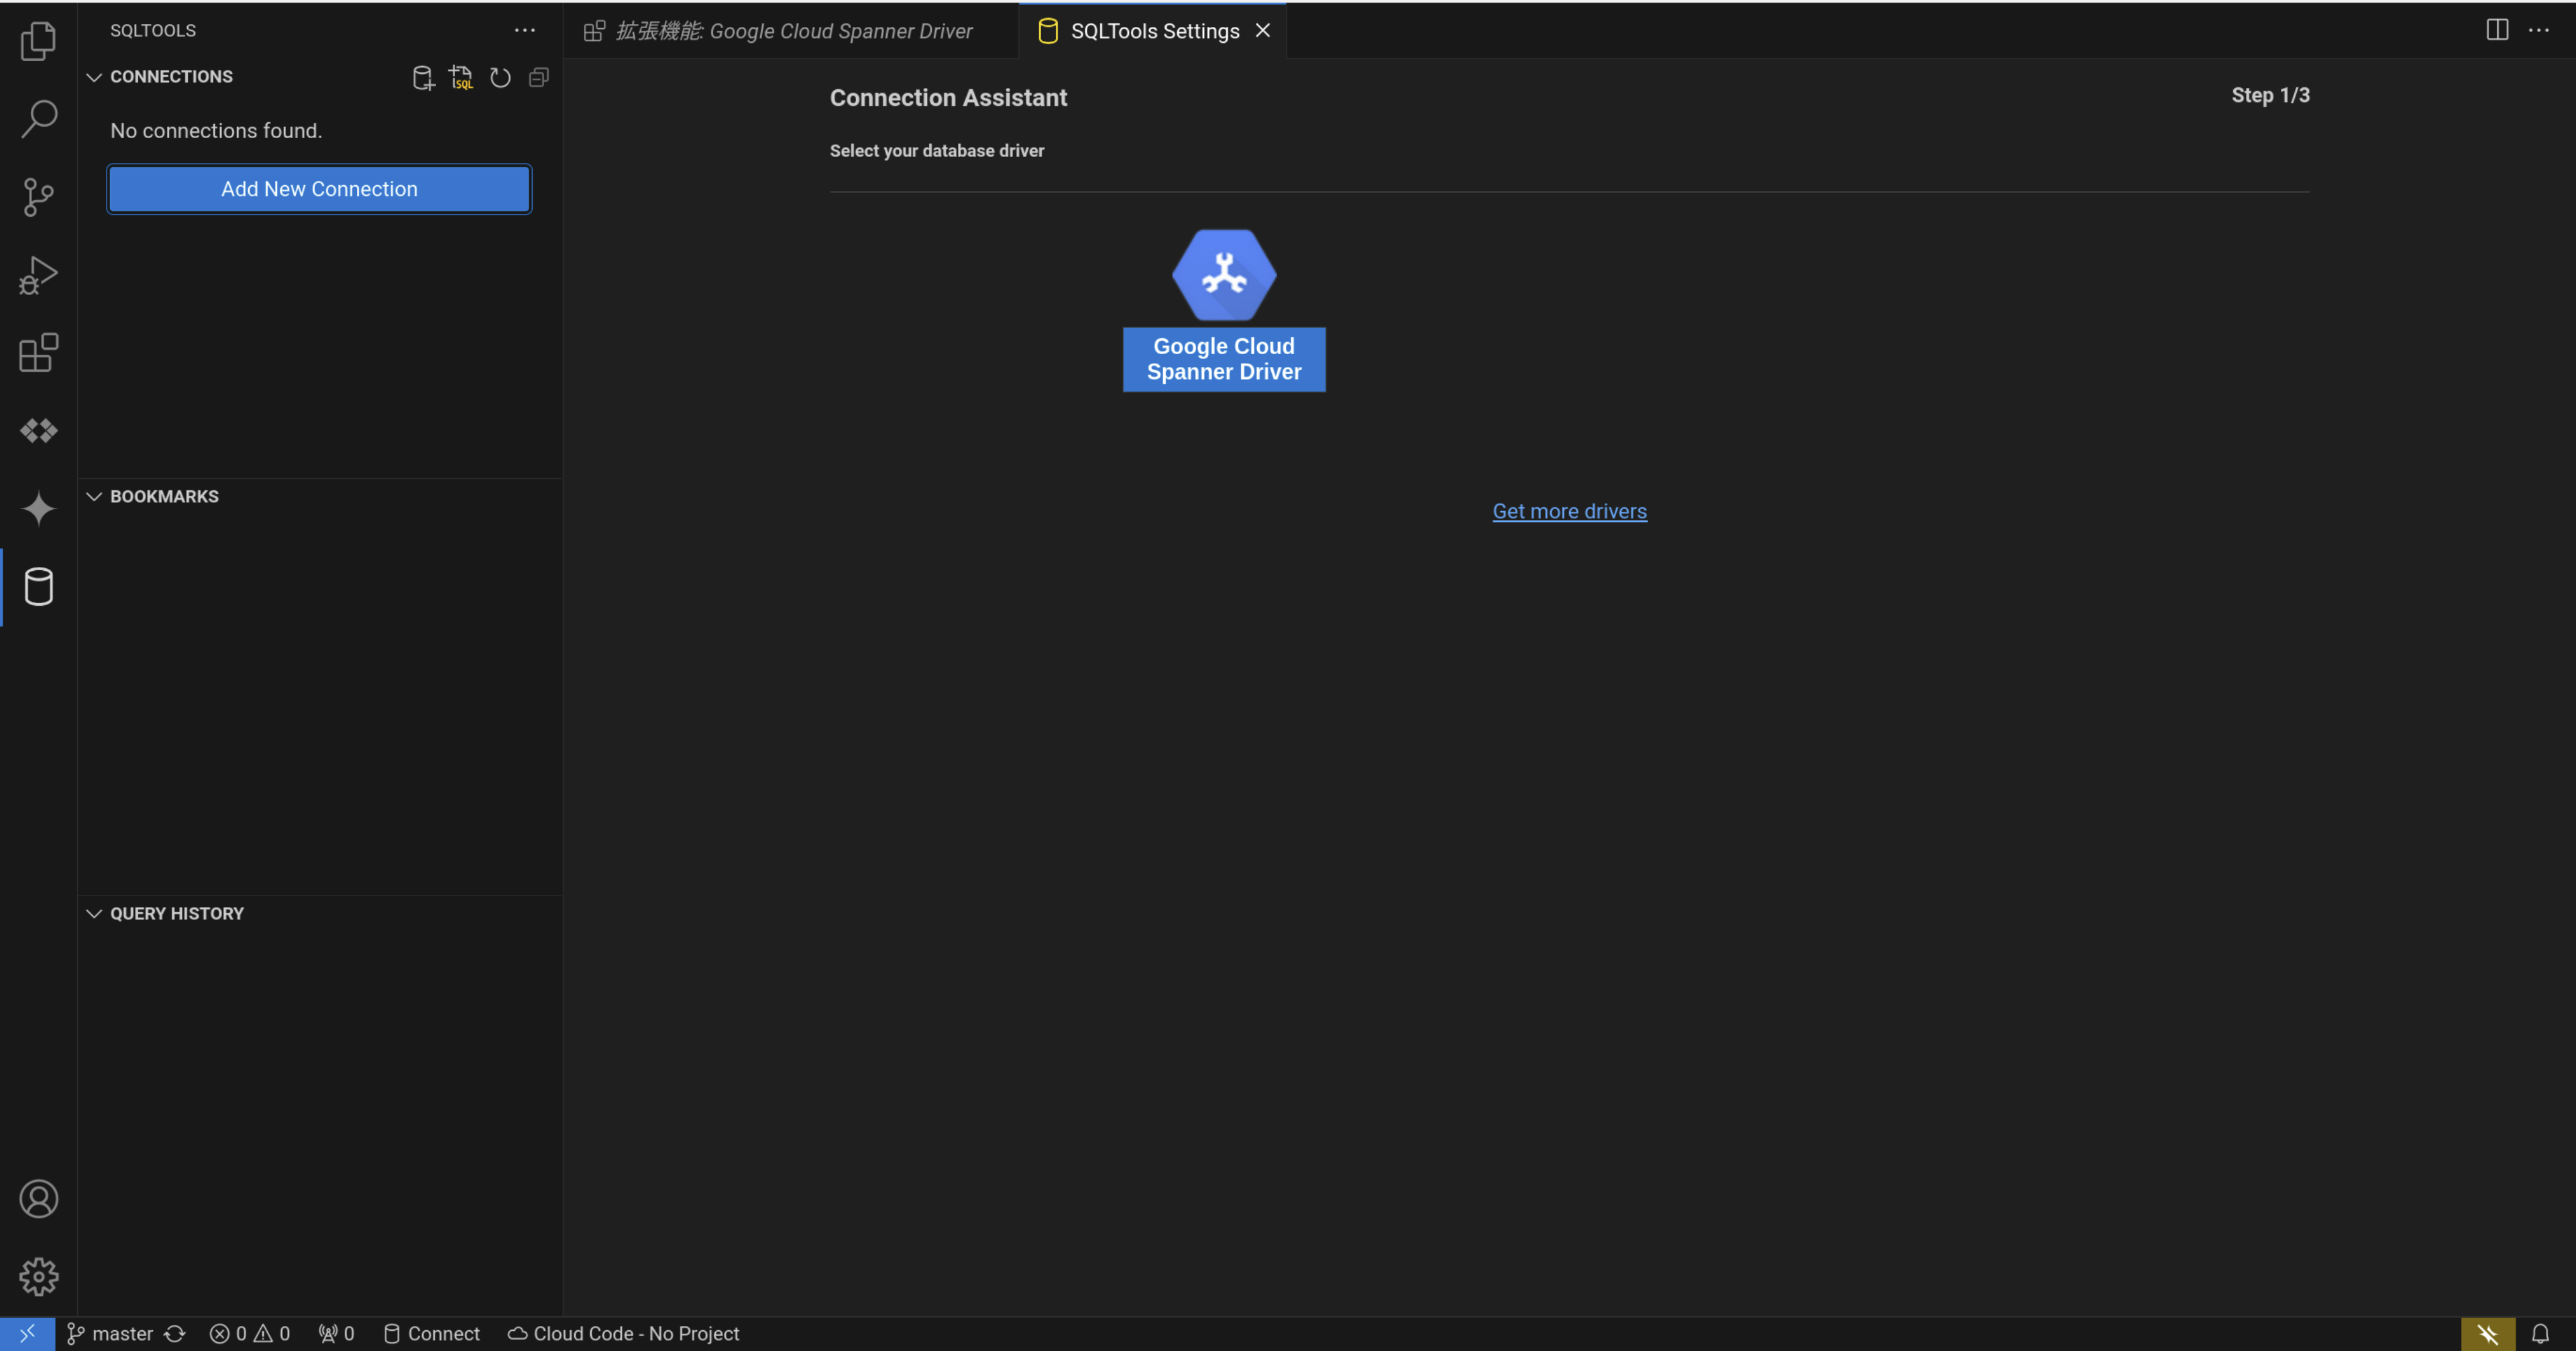 SQLTOOLS
CONNECTIONS
SQL
No connections found.
Add New Connection
BOOKMARKS
QUERY HISTORY
拡張機能: Google Cloud Spanner Driver
SQLTools Settings
Connection Assistant
Step 1/3
Select your database driver
Google Cloud
Spanner Driver
Get more drivers
master 0 0 0 Connect Cloud Code - No Project